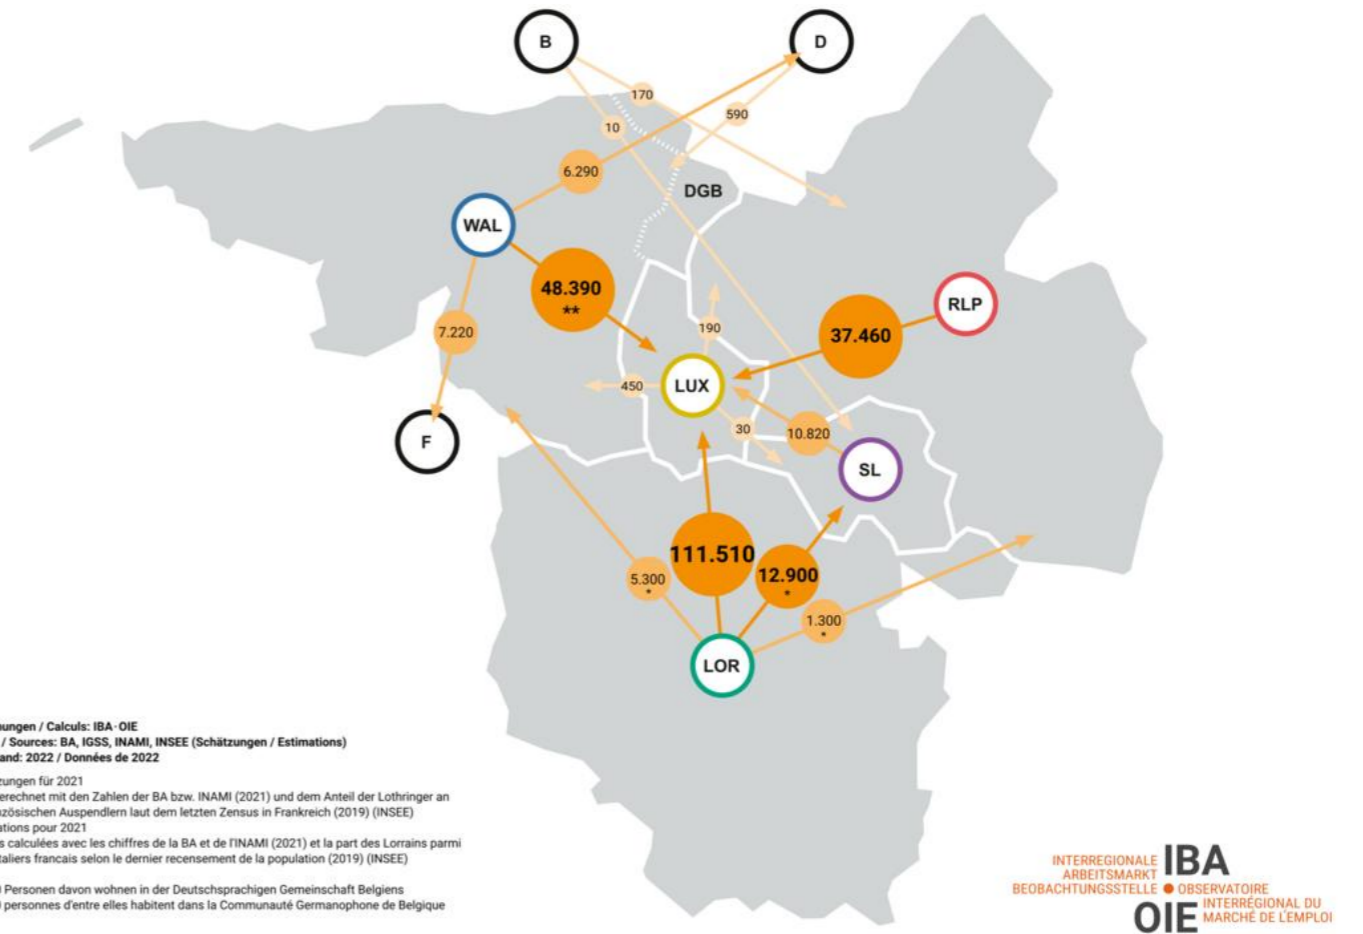 B
D
170
590
10
6.290
DGB
WAL
48.390
**
RLP
190
37.460
7.220
LUX
450
30
10.820
F
SL
111.510
12.900
*
5.300
*
1.300
*
LOR
ungen / Calculs: IBA·OIE
/ Sources: BA, IGSS, INAMI, INSEE (Schätzungen / Estimations)
and: 2022 / Données de 2022
zungen für 2021
erechnet mit den Zahlen der BA bzw. INAMI (2021) und dem Anteil der Lothringer an
zösischen Auspendlern laut dem letzten Zensus in Frankreich (2019) (INSEE)
ations pour 2021
s calculées avec les chiffres de la BA et de l'INAMI (2021) et la part des Lorrains parmi
taliers francais selon le dernier recensement de la population (2019) (INSEE)
Personen davon wohnen in der Deutschsprachigen Gemeinschaft Belgiens
personnes d'entre elles habitent dans la Communauté Germanophone de Belgique
INTERREGIONALE
ARBEITSMARKT
BEOBACHTUNGSSTELLE
IBA
OIE
OBSERVATOIRE
INTERRÉGIONAL DU
MARCHÉ DE L'EMPLOI